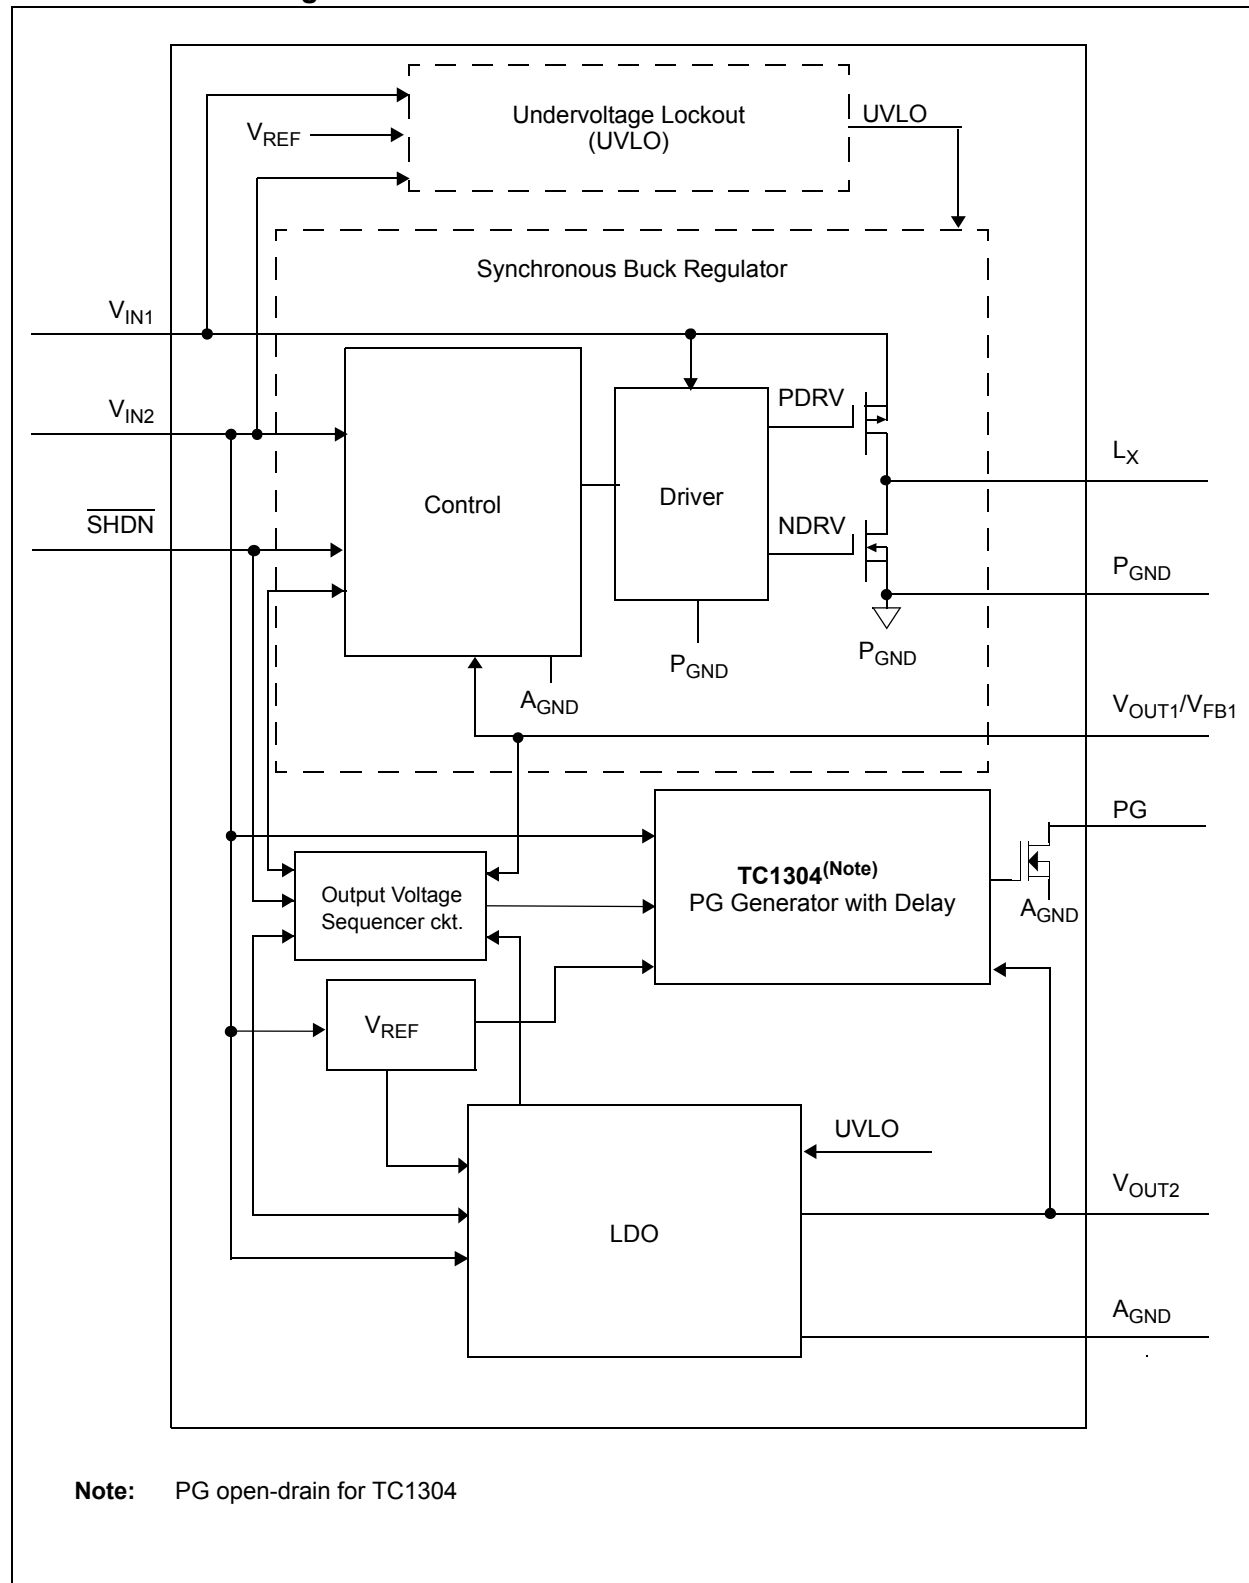 Undervoltage Lockout
(UVLO)
UVLO
VREF
Synchronous Buck Regulator
VIN1
VIN2
SHDN
Control
Driver
PDRV
NDRV
LX
PGND
PGND
PGND
AGND
VOUT1/VFB1
PG
TC1304(Note)
PG Generator with Delay
AGND
Output Voltage
Sequencer ckt.
VREF
UVLO
LDO
VOUT2
AGND
Note: PG open-drain for TC1304